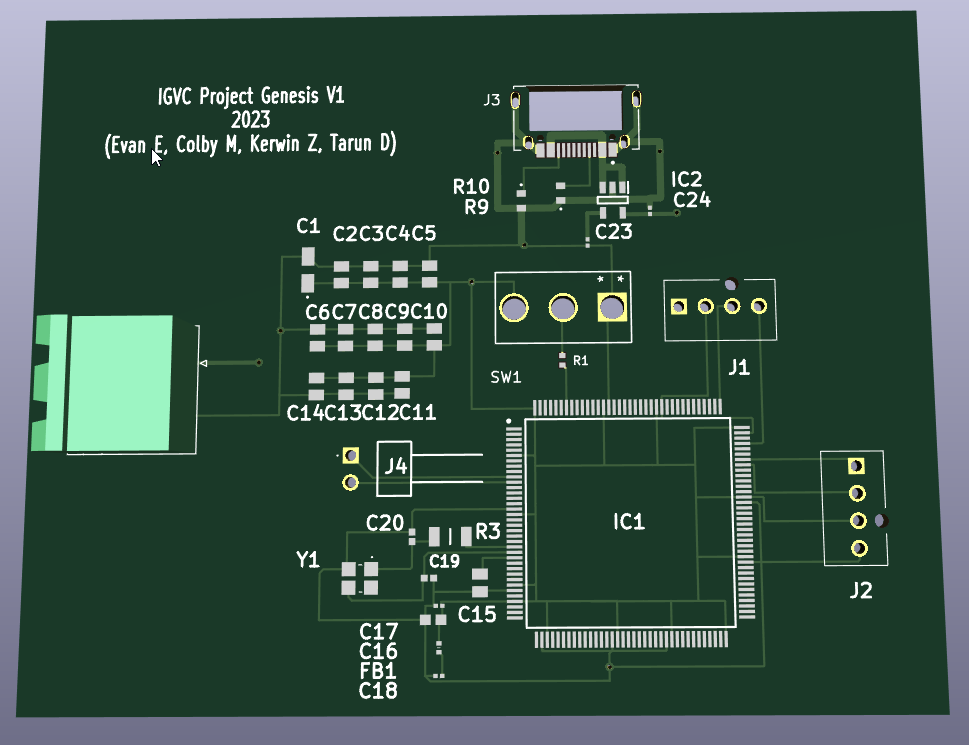 IGVC Project Genesis V1
2023
(Evan E, Colby M, Kerwin Z, Tarun D)
J3
R10
R9
IC2
C24
C23
C1
C2C3C4C5
C6C7C8C9C10
* *
SW1
R1
J1
C14C13C12C11
J4
IC1
C20
R3
Y1
C19
C15
J2
C17
C16
FB1
C18